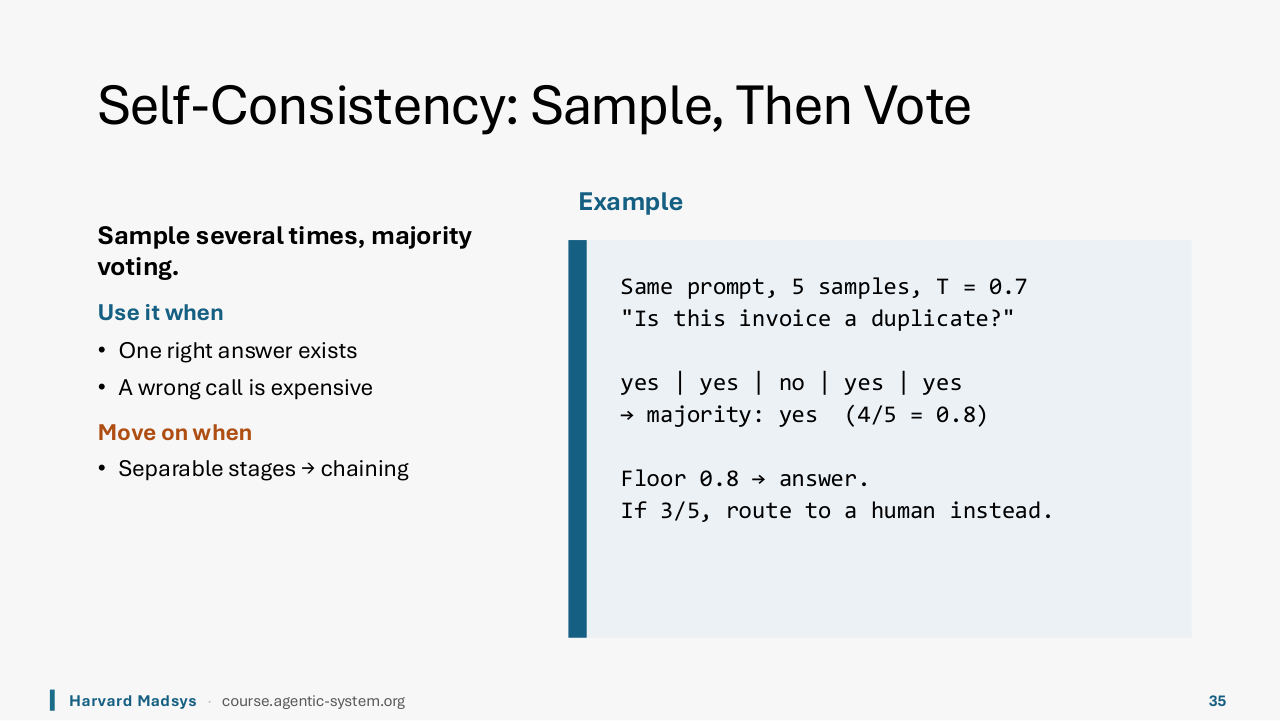 Self-Consistency: Sample, Then Vote
Sample several times, majority
voting.
Use it when
• One right answer exists
• A wrong call is expensive
Move on when
• Separable stages → chaining
Example
Same prompt, 5 samples, T = 0.7
"Is this invoice a duplicate?"
yes | yes | no | yes | yes
→ majority: yes  (4/5 = 0.8)
Floor 0.8 → answer.
If 3/5, route to a human instead.
Harvard Madsys · course.agentic-system.org
35